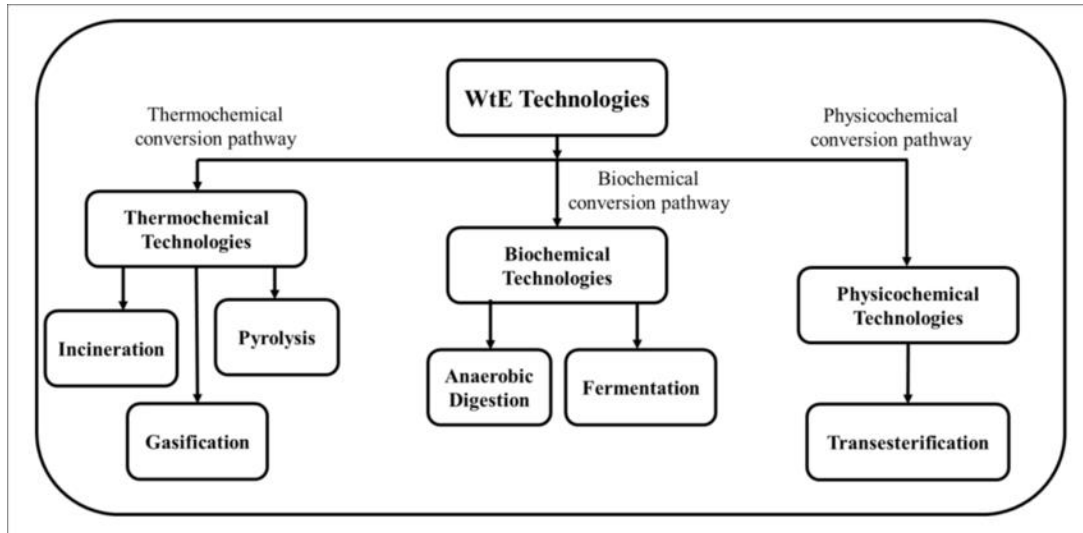 WtE Technologies
Thermochemical
conversion pathway
Physicochemical
conversion pathway
Biochemical
conversion pathway
Thermochemical
Technologies
Biochemical
Technologies
Physicochemical
Technologies
Incineration
Pyrolysis
Gasification
Anaerobic
Digestion
Fermentation
Transesterification